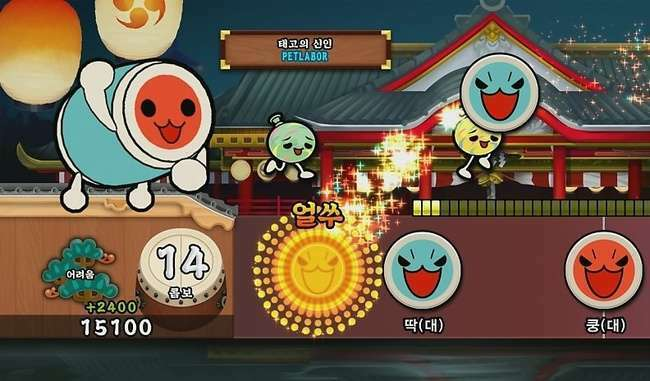 태고의 신인
PETLABOR
얼쑤
어려움
14
콤보
+2400
15100
딱(대)
쿵(대)